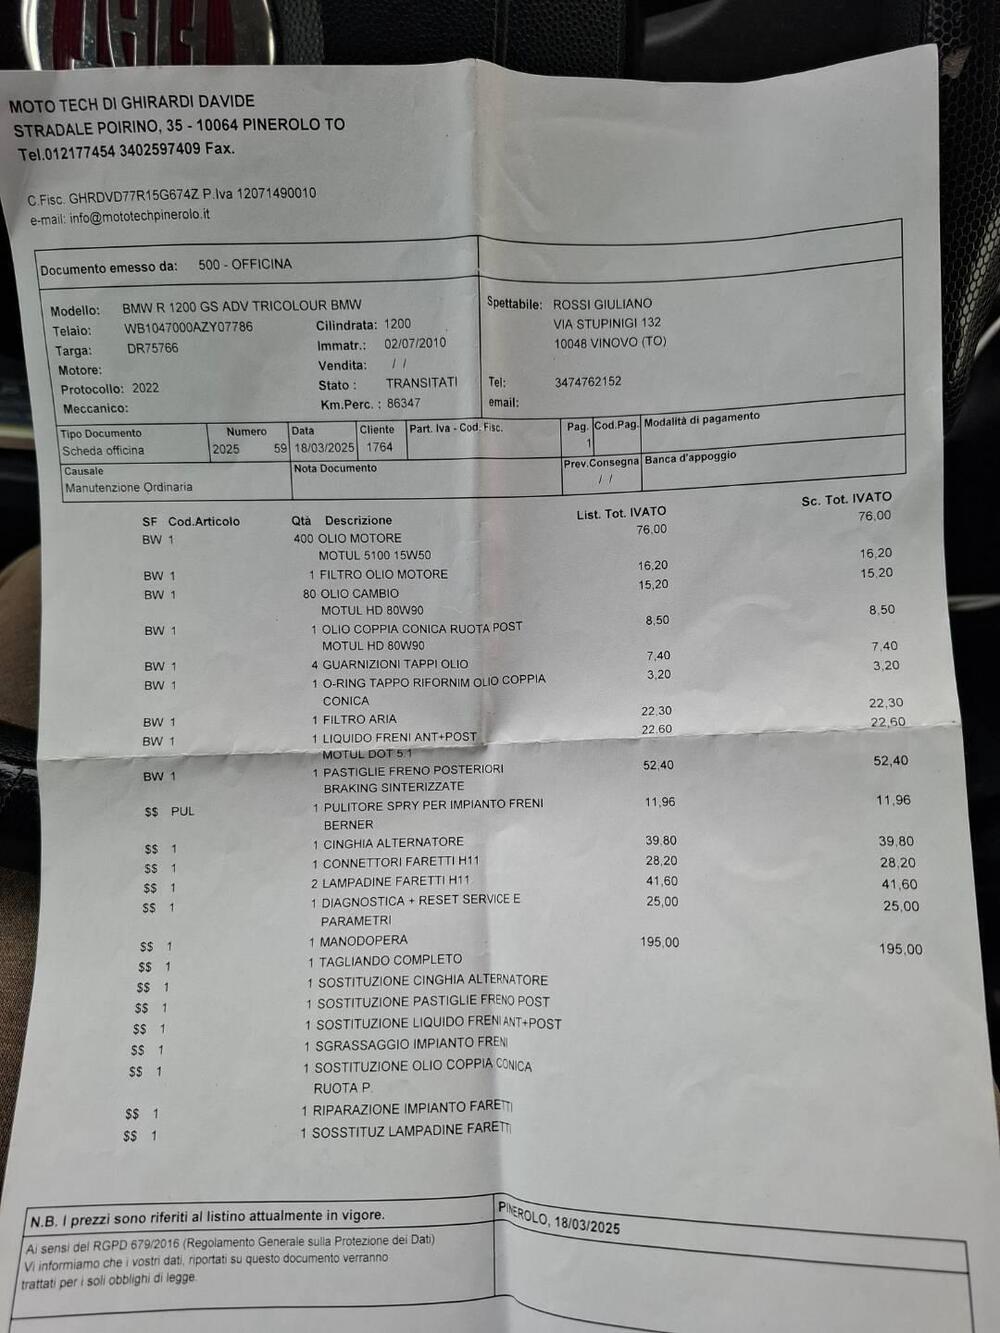 MOTO TECH DI GHIRARDI DAVIDE
STRADALE POIRINO, 35 - 10064 PINEROLO TO
Tel.012177454 3402597409 Fax.
C.Fisc. GHRDVD77R15G674Z P.Iva 12071490010
e-mail: info@mototechpinerolo.it
Documento emesso da: 500 - OFFICINA
Modello: BMW R 1200 GS ADV TRICOLOUR BMW
Telaio: WB1047000AZY07786 Cilindrata: 1200
Targa: DR75766 Immatr.: 02/07/2010
Motore: Vendita: / /
Protocollo: 2022 Stato : TRANSITATI
Meccanico: Km.Perc. : 86347
Spettabile: ROSSI GIULIANO
VIA STUPINIGI 132
10048 VINOVO (TO)
Tel: 3474762152
email:
Tipo Documento Numero Data Cliente Part. Iva - Cod. Fisc. Pag. Cod.Pag. Modalità di pagamento
Scheda officina 2025 59 18/03/2025 1764 1
Causale Nota Documento Prev.Consegna Banca d'appoggio
Manutenzione Ordinaria / /
SF Cod.Articolo Qtà Descrizione List. Tot. IVATO Sc. Tot. IVATO
BW 1 400 OLIO MOTORE 76,00 76,00
MOTUL 5100 15W50
BW 1 1 FILTRO OLIO MOTORE 16,20 16,20
BW 1 80 OLIO CAMBIO 15,20 15,20
MOTUL HD 80W90
BW 1 1 OLIO COPPIA CONICA RUOTA POST 8,50 8,50
MOTUL HD 80W90
BW 1 4 GUARNIZIONI TAPPI OLIO 7,40 7,40
BW 1 1 O-RING TAPPO RIFORNIM OLIO COPPIA 3,20 3,20
CONICA
BW 1 1 FILTRO ARIA 22,30 22,30
BW 1 1 LIQUIDO FRENI ANT+POST 22,60 22,60
MOTUL DOT 5.1
BW 1 1 PASTIGLIE FRENO POSTERIORI 52,40 52,40
BRAKING SINTERIZZATE
$$ PUL 1 PULITORE SPRY PER IMPIANTO FRENI 11,96 11,96
BERNER
$$ 1 1 CINGHIA ALTERNATORE 39,80 39,80
$$ 1 1 CONNETTORI FARETTI H11 28,20 28,20
$$ 1 2 LAMPADINE FARETTI H11 41,60 41,60
$$ 1 1 DIAGNOSTICA + RESET SERVICE E 25,00 25,00
PARAMETRI
$$ 1 1 MANODOPERA 195,00 195,00
$$ 1 1 TAGLIANDO COMPLETO
$$ 1 1 SOSTITUZIONE CINGHIA ALTERNATORE
$$ 1 1 SOSTITUZIONE PASTIGLIE FRENO POST
$$ 1 1 SOSTITUZIONE LIQUIDO FRENI ANT+POST
$$ 1 1 SGRASSAGGIO IMPIANTO FRENI
$$ 1 1 SOSTITUZIONE OLIO COPPIA CONICA
RUOTA P.
$$ 1 1 RIPARAZIONE IMPIANTO FARETTI
$$ 1 1 SOSSTITUZ LAMPADINE FARETTI
N.B. I prezzi sono riferiti al listino attualmente in vigore.
PINEROLO, 18/03/2025
Ai sensi del RGPD 679/2016 (Regolamento Generale sulla Protezione dei Dati)
Vi informiamo che i vostri dati, riportati su questo documento verranno
trattati per i soli obblighi di legge.